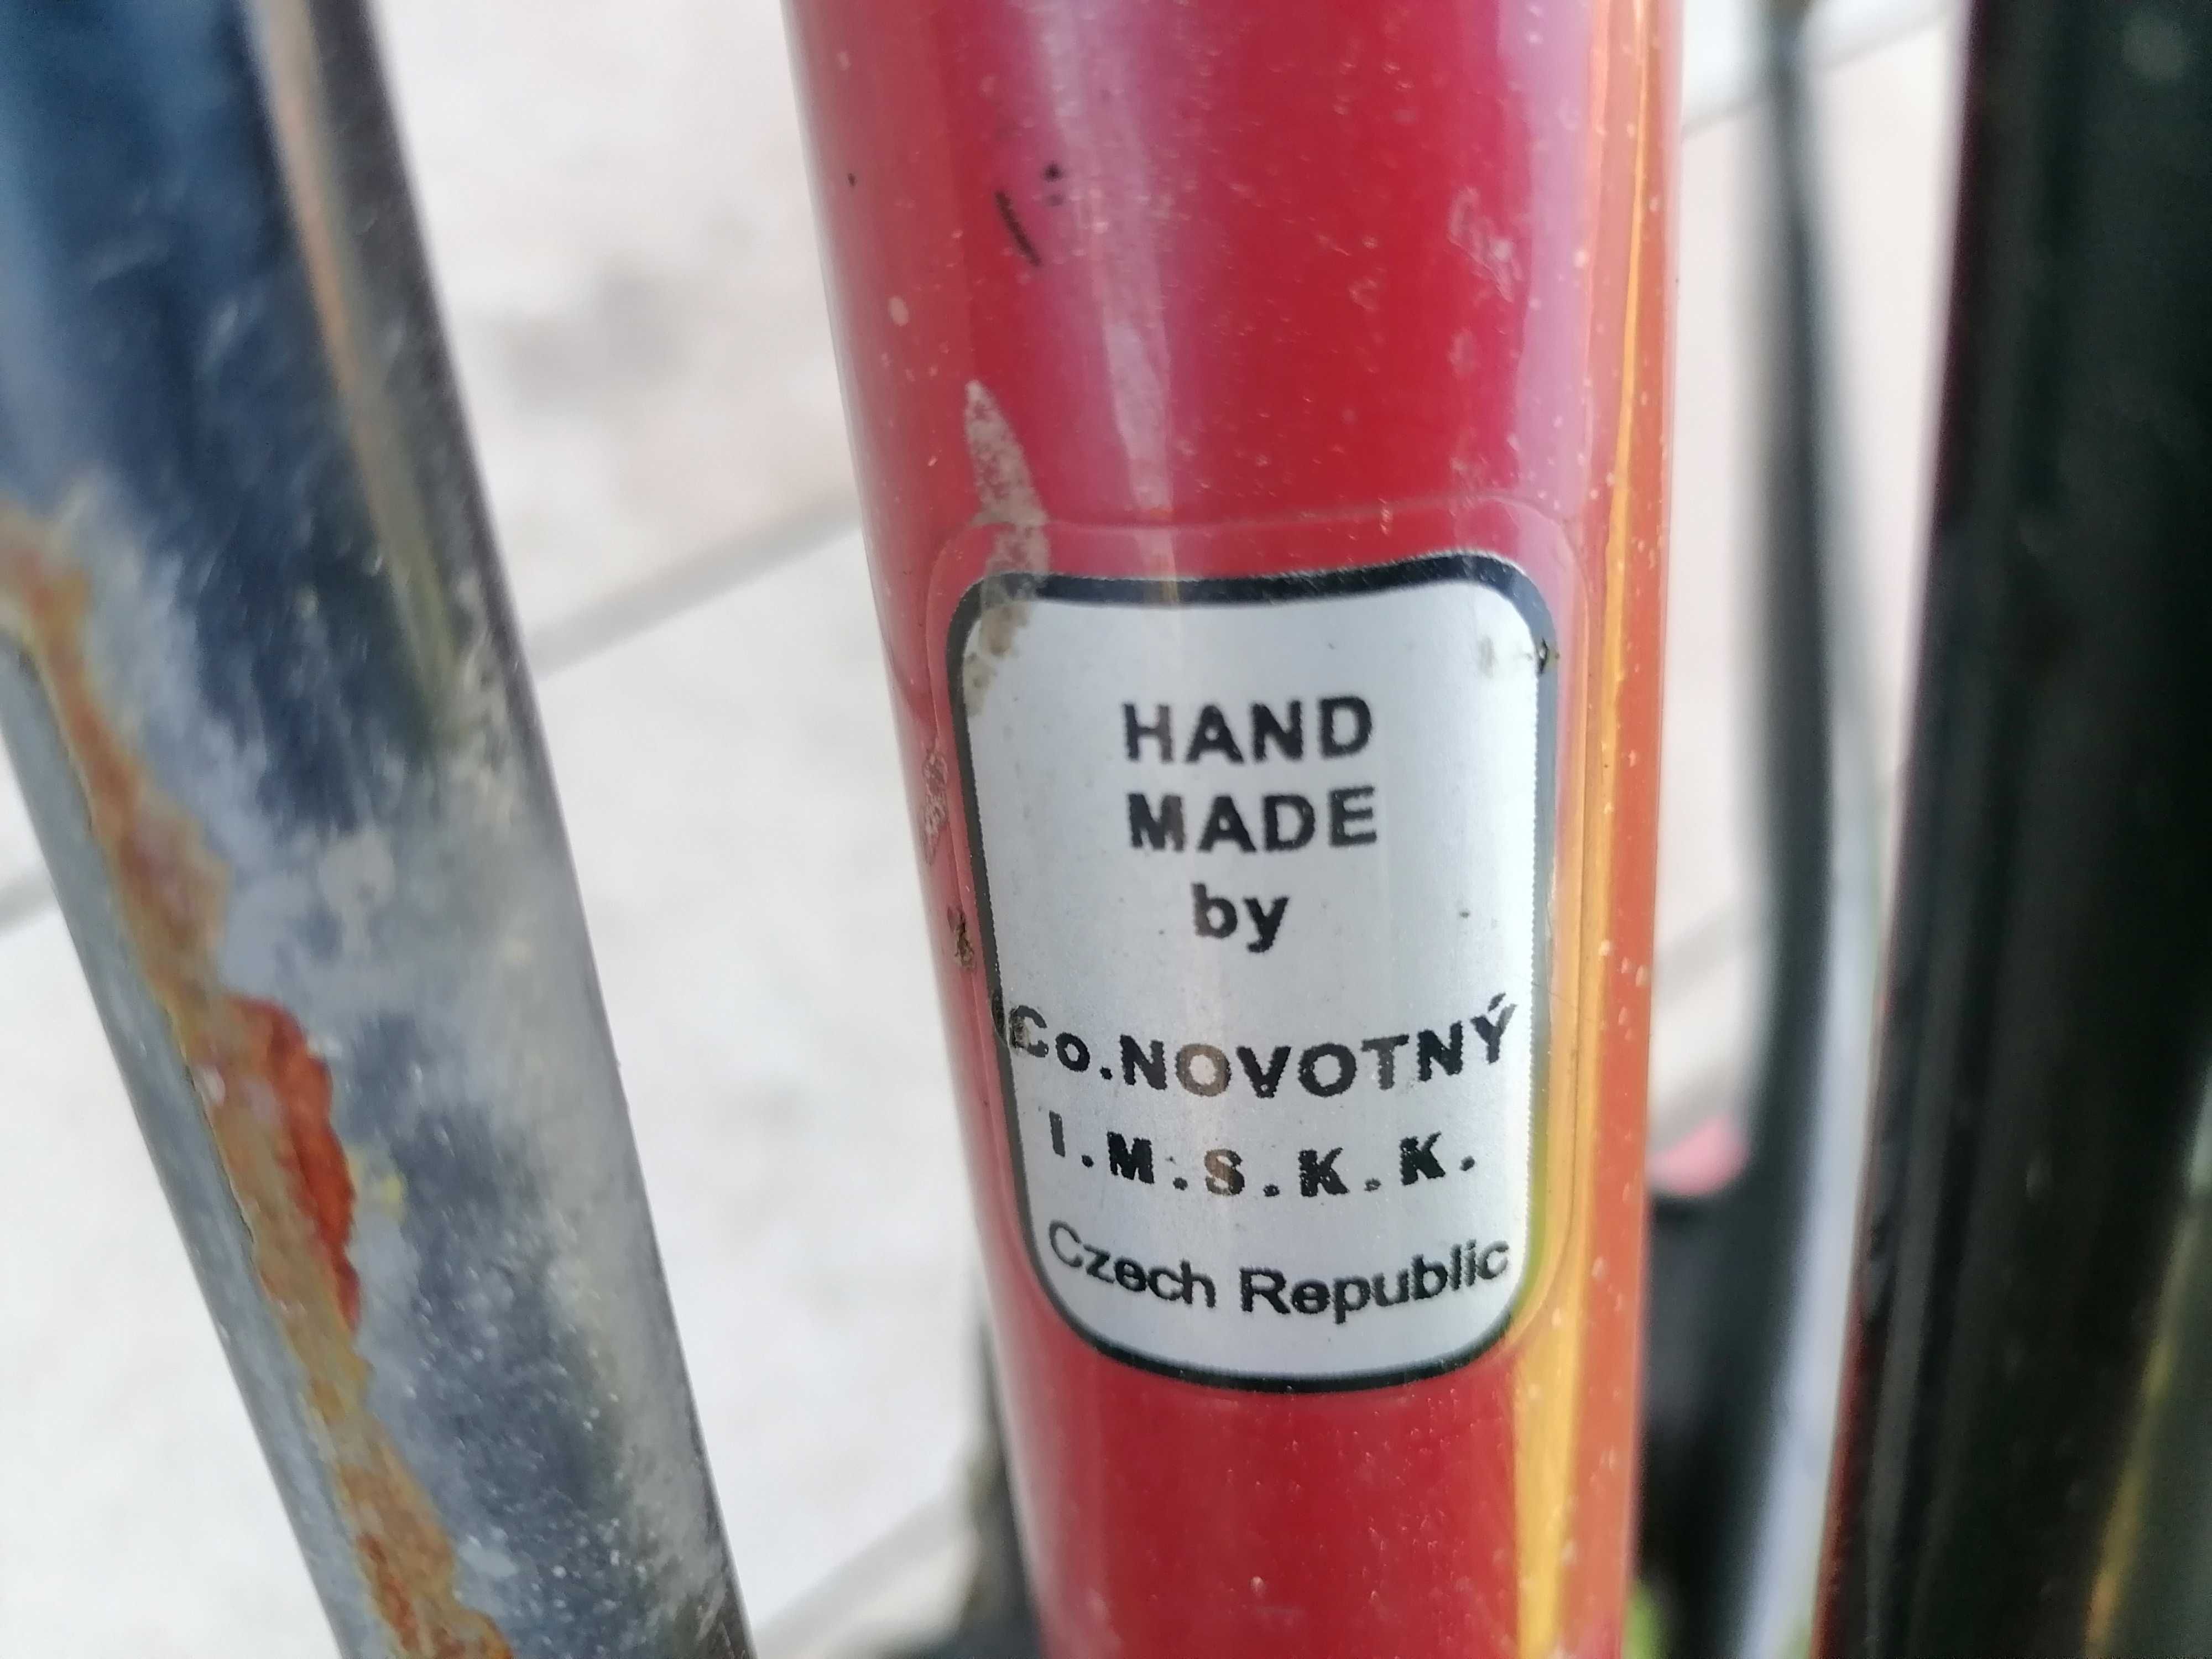 HAND
MADE
by
Co.NOVOTNÝ
I.M.S.K.K.
Czech Republic